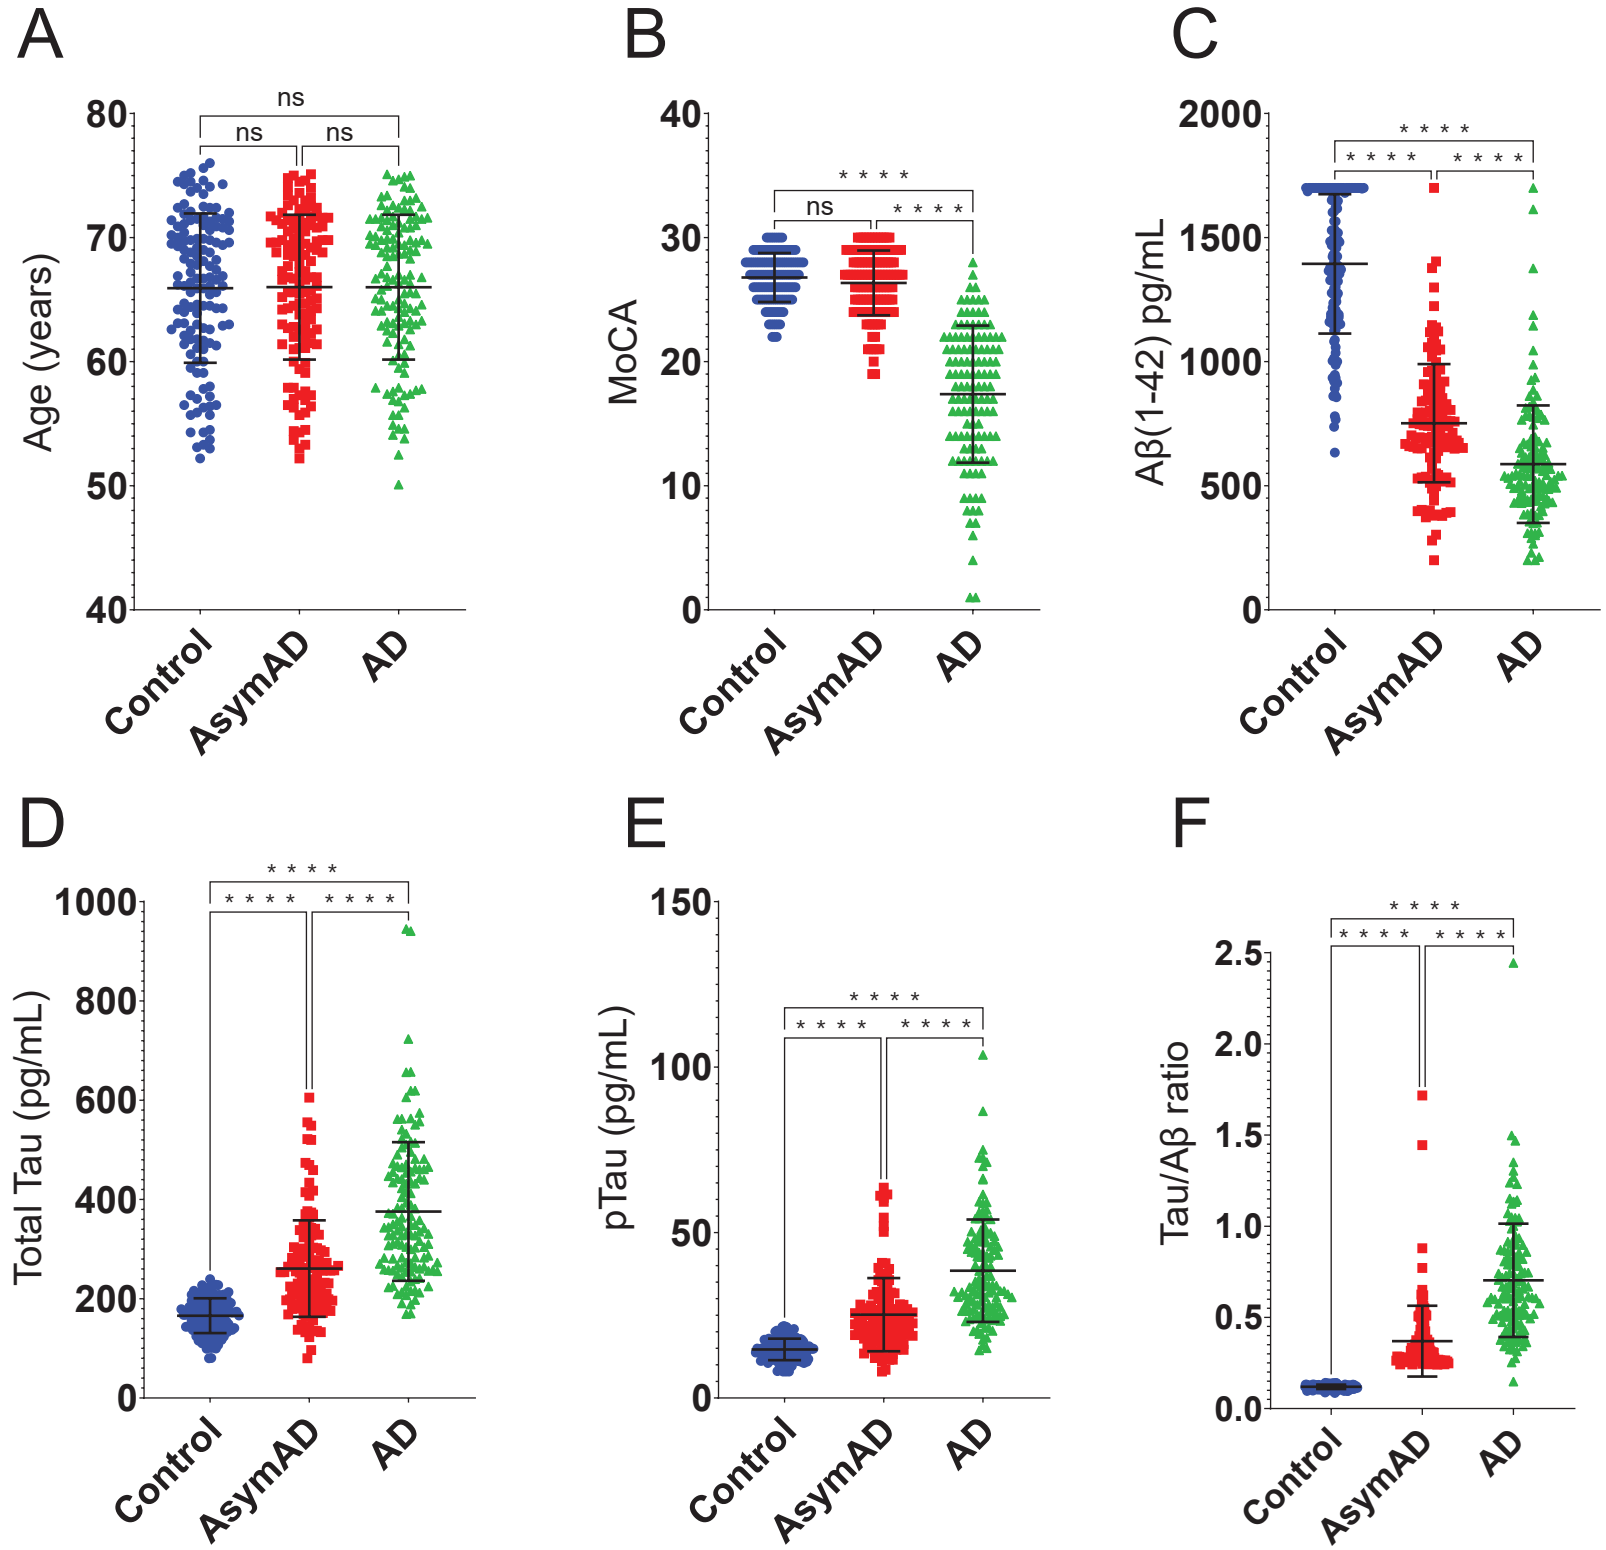 A
B
C
ns
ns
ns
80
70
60
50
40
Age (years)
Control
AsymAD
AD
* * * *
ns
* * * *
40
30
20
10
0
MoCA
Control
AsymAD
AD
* * * *
* * * *
* * * *
2000
1500
1000
500
0
Aβ(1-42) pg/mL
Control
AsymAD
AD
D
E
F
* * * *
* * * *
* * * *
1000
800
600
400
200
0
Total Tau (pg/mL)
Control
AsymAD
AD
* * * *
* * * *
* * * *
150
100
50
0
pTau (pg/mL)
Control
AsymAD
AD
* * * *
* * * *
* * * *
2.5
2.0
1.5
1.0
0.5
0.0
Tau/Aβ ratio
Control
AsymAD
AD